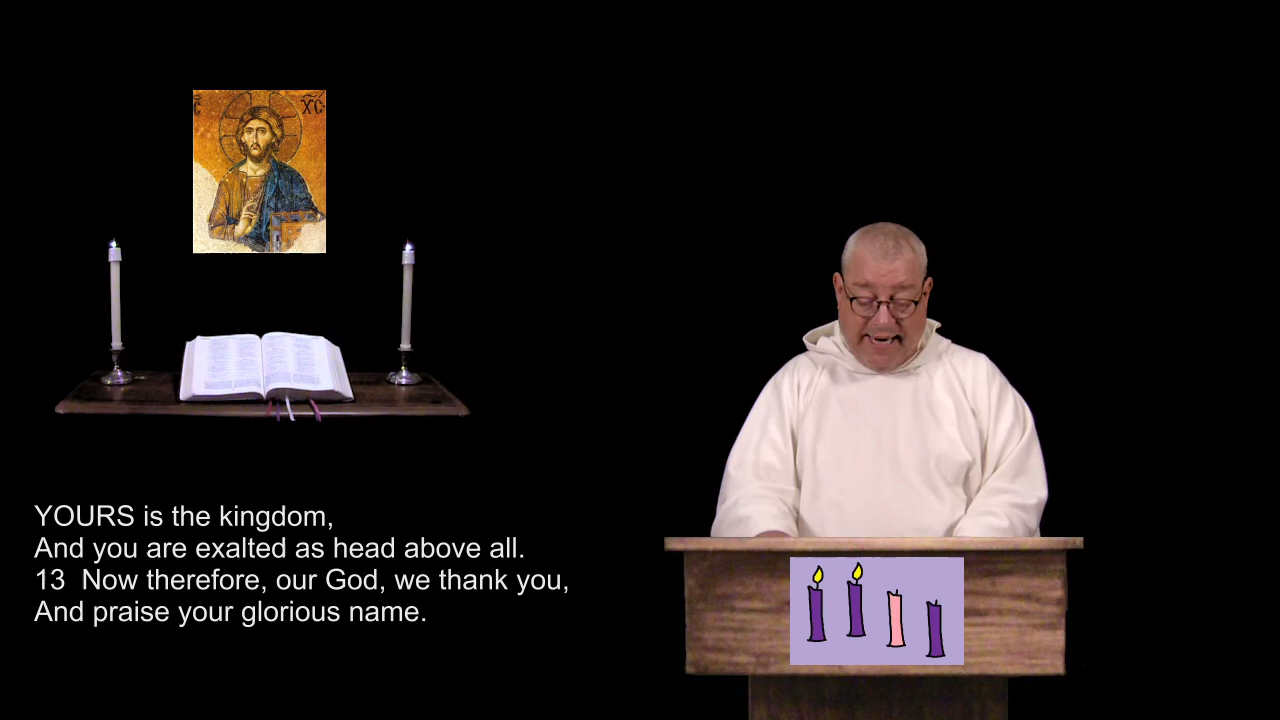 XC
YOURS is the kingdom,
And you are exalted as head above all.
13  Now therefore, our God, we thank you,
And praise your glorious name.